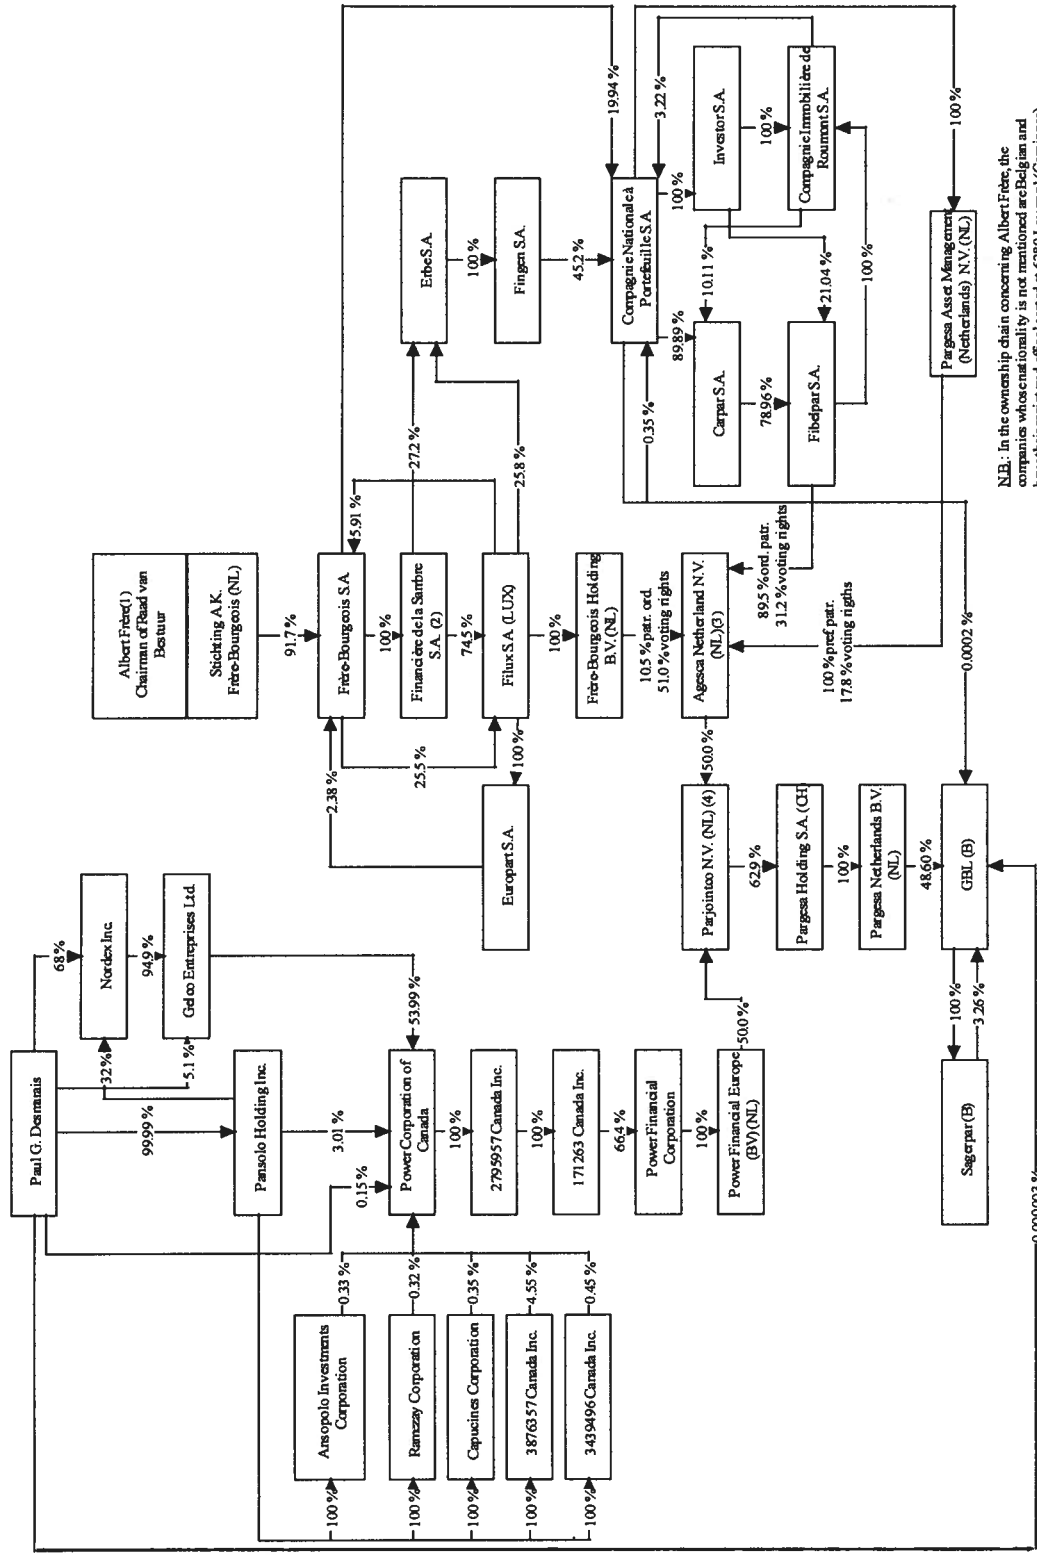 Paul G. Desmarais
68%
Nordex Inc.
94.9 %
Gelco Entreprises Ltd.
32%
5.1 %
99.99 %
Pansolo Holding Inc.
53.99 %
3.01 %
0.15 %
Power Corporation of
Canada
100 %
2795957 Canada Inc.
100 %
171263 Canada Inc.
66.4 %
Power Financial
Corporation
100 %
Power Financial Europe
(BV) (NL)
50.0 %
Ansopolo Investments
Corporation
0.33 %
Ramezay Corporation
0.32 %
Capucines Corporation
0.35 %
3876357 Canada Inc.
4.55 %
3439496 Canada Inc.
0.45 %
100 %
100 %
100 %
100 %
100 %
Albert Frère(1)
Chairman of Raad van
Bestuur
Stichting A.K.
Frère-Bourgeois (NL)
91.7 %
Frère-Bourgeois S.A.
100 %
Financière de la Sambre
S.A. (2)
74.5 %
Filux S.A. (LUX)
100 %
Frère-Bourgeois Holding
B.V. (NL)
10.5 % patr. ord.
51.0 % voting rights
Agesca Netherland N.V.
(NL)(3)
2.38 %
25.5 %
100 %
Europart S.A.
5.91 %
27.2 %
25.8 %
Erbe S.A.
100 %
Fingen S.A.
45.2 %
19.94 %
Compagnie Nationale à
Portefeuille S.A.
3.22 %
0.35 %
89.89 %
100 %
Investor S.A.
100 %
Compagnie Immobilière de
Roumont S.A.
10.11 %
Carpar S.A.
78.96 %
21.04 %
Fibelpar S.A.
100 %
100 %
89.5 % ord. patr.
31.2 % voting rights
100 % pref patr.
17.8 % voting rigths
Pargesa Asset Management
(Netherlands) N.V. (NL)
50.0 %
Parjointco N.V. (NL) (4)
62.9 %
Pargesa Holding S.A. (CH)
100 %
Pargesa Netherlands B.V.
(NL)
48.60 %
GBL (B)
0.0002 %
100 %
3.26 %
Sagerpar (B)
0.000003 %
N.B.: In the ownership chain concerning Albert Frère, the
companies whose nationality is not mentioned are Belgian and